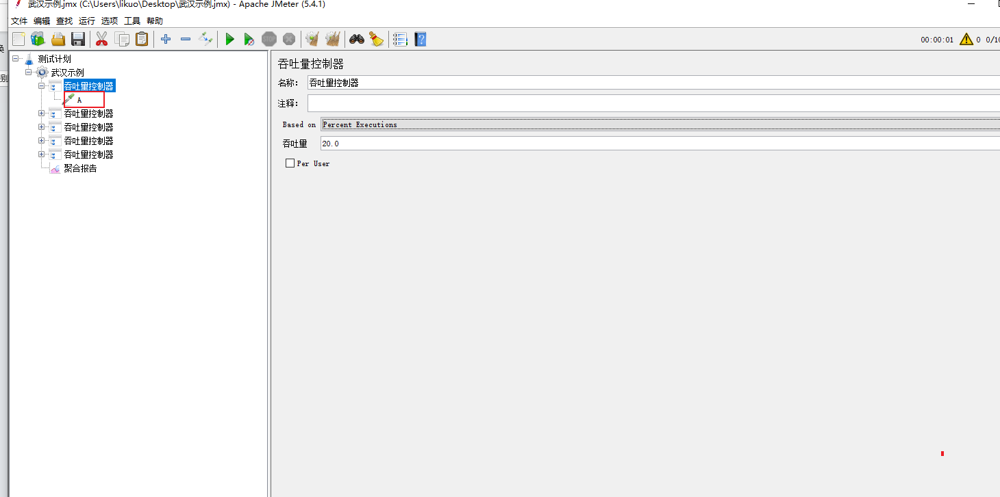 武汉示例.jmx (C:\Users\likuo\Desktop\武汉示例.jmx) - Apache JMeter (5.4.1)
文件 编辑 查找 运行 选项 工具 帮助
00:00:01 0 0/10
测试计划
武汉示例
吞吐量控制器
A
吞吐量控制器
吞吐量控制器
吞吐量控制器
吞吐量控制器
聚合报告
吞吐量控制器
名称： 吞吐量控制器
注释：
Based on Percent Executions
吞吐量 20.0
Per User